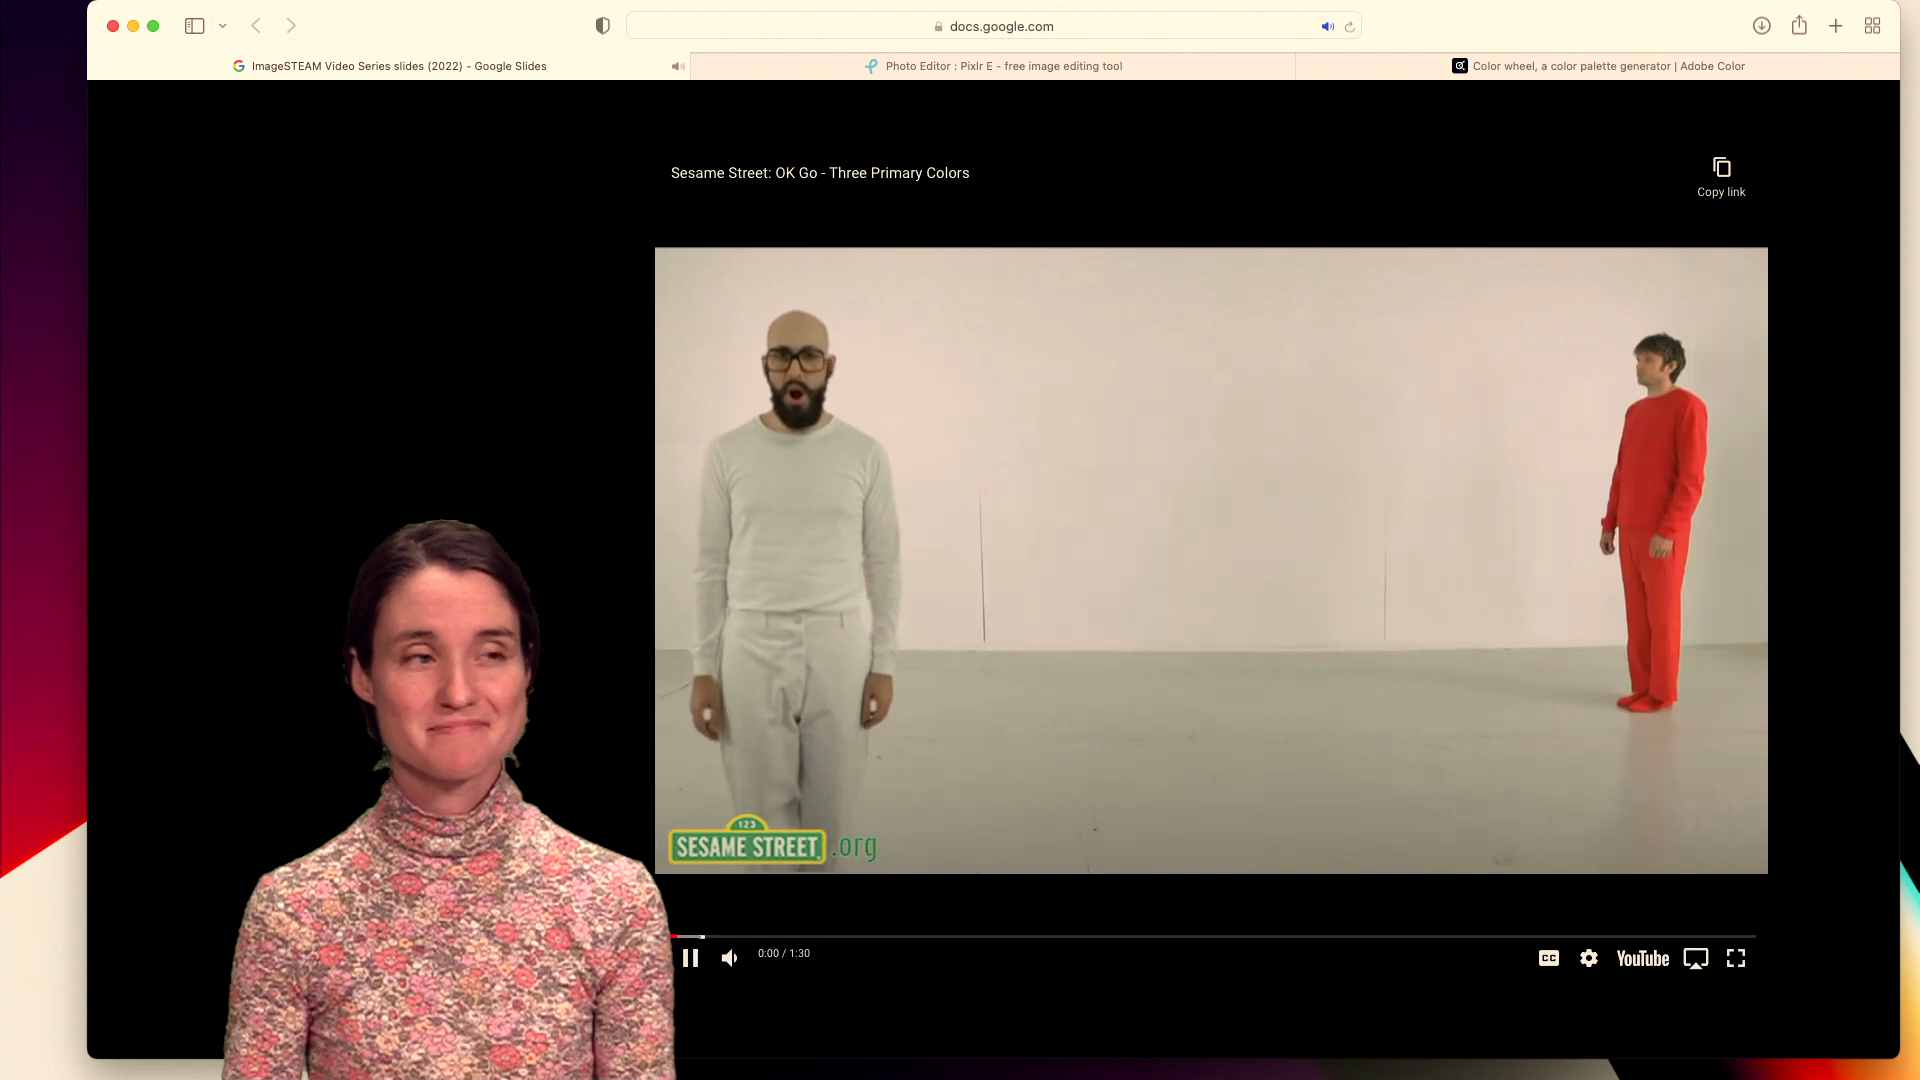 docs.google.com
ImageSTEAM Video Series slides (2022) - Google Slides
Photo Editor : Pixlr E - free image editing tool
Color wheel, a color palette generator | Adobe Color
Sesame Street: OK Go - Three Primary Colors
Copy link
123
SESAME STREET.org
0:00 / 1:30
CC
YouTube